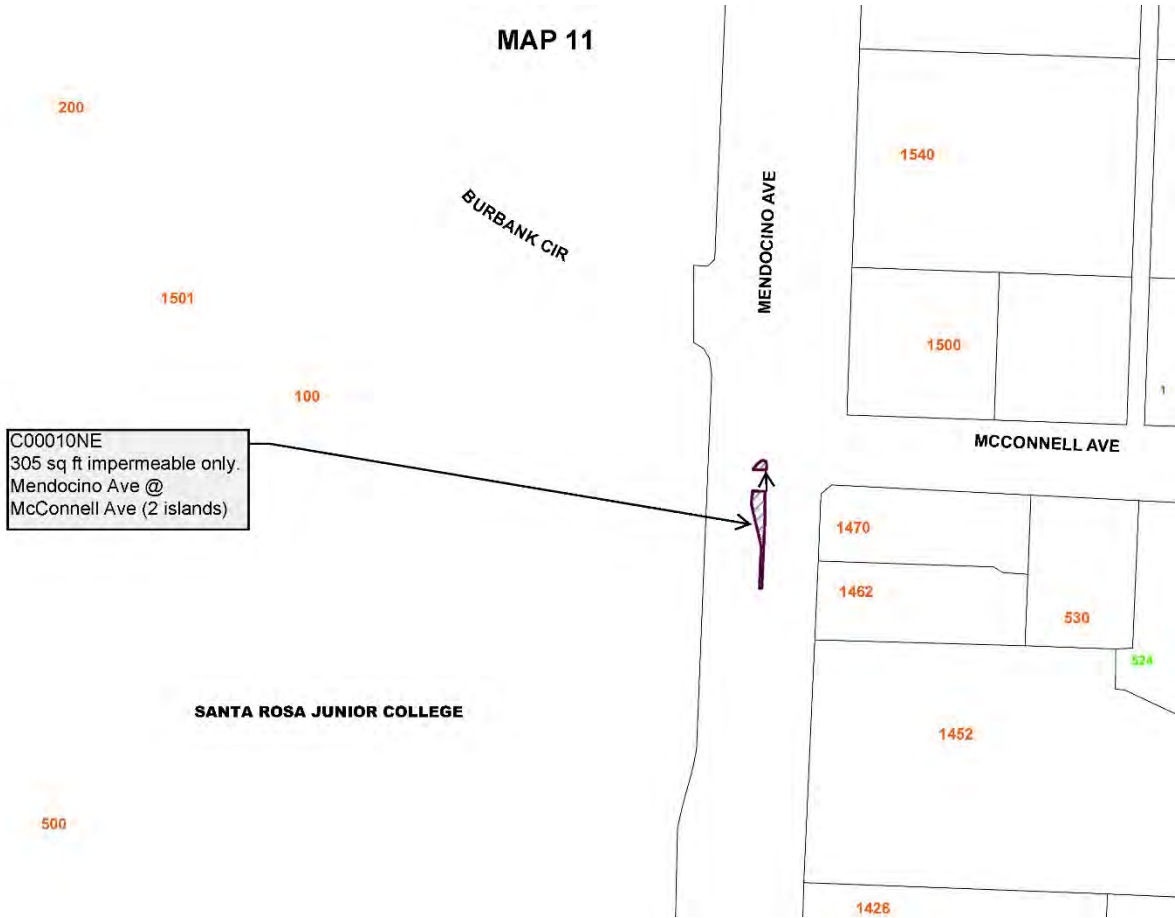 MAP 11
200
1540
MENDOCINO AVE
BURBANK CIR
1501
1500
100
1
C00010NE
305 sq ft impermeable only.
Mendocino Ave @
McConnell Ave (2 islands)
MCCONNELL AVE
1470
1462
530
524
SANTA ROSA JUNIOR COLLEGE
1452
500
1426